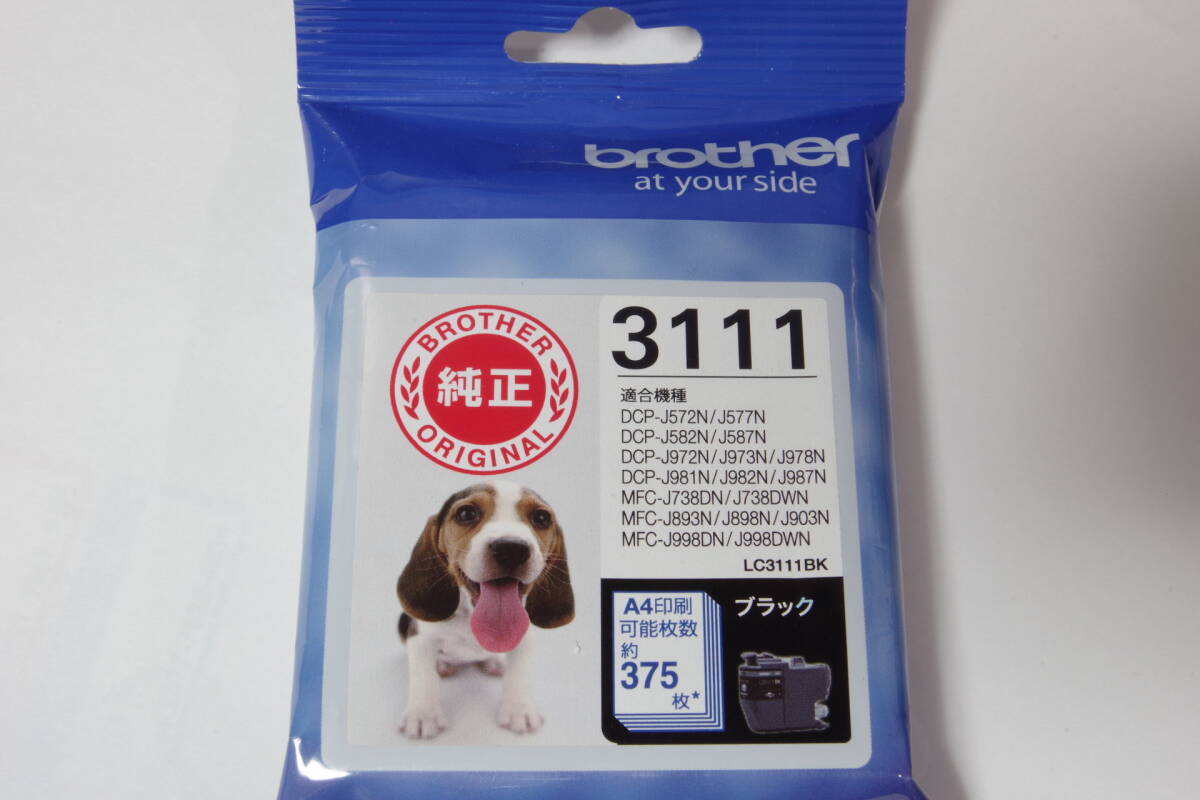 brother
at your side
BROTHER
純正
ORIGINAL
3111
適合機種
DCP-J572N/J577N
DCP-J582N/J587N
DCP-J972N/J973N/J978N
DCP-J981N/J982N/J987N
MFC-J738DN/J738DWN
MFC-J893N/J898N/J903N
MFC-J998DN/J998DWN
LC3111BK
A4印刷
可能枚数
約
375
枚*
ブラック